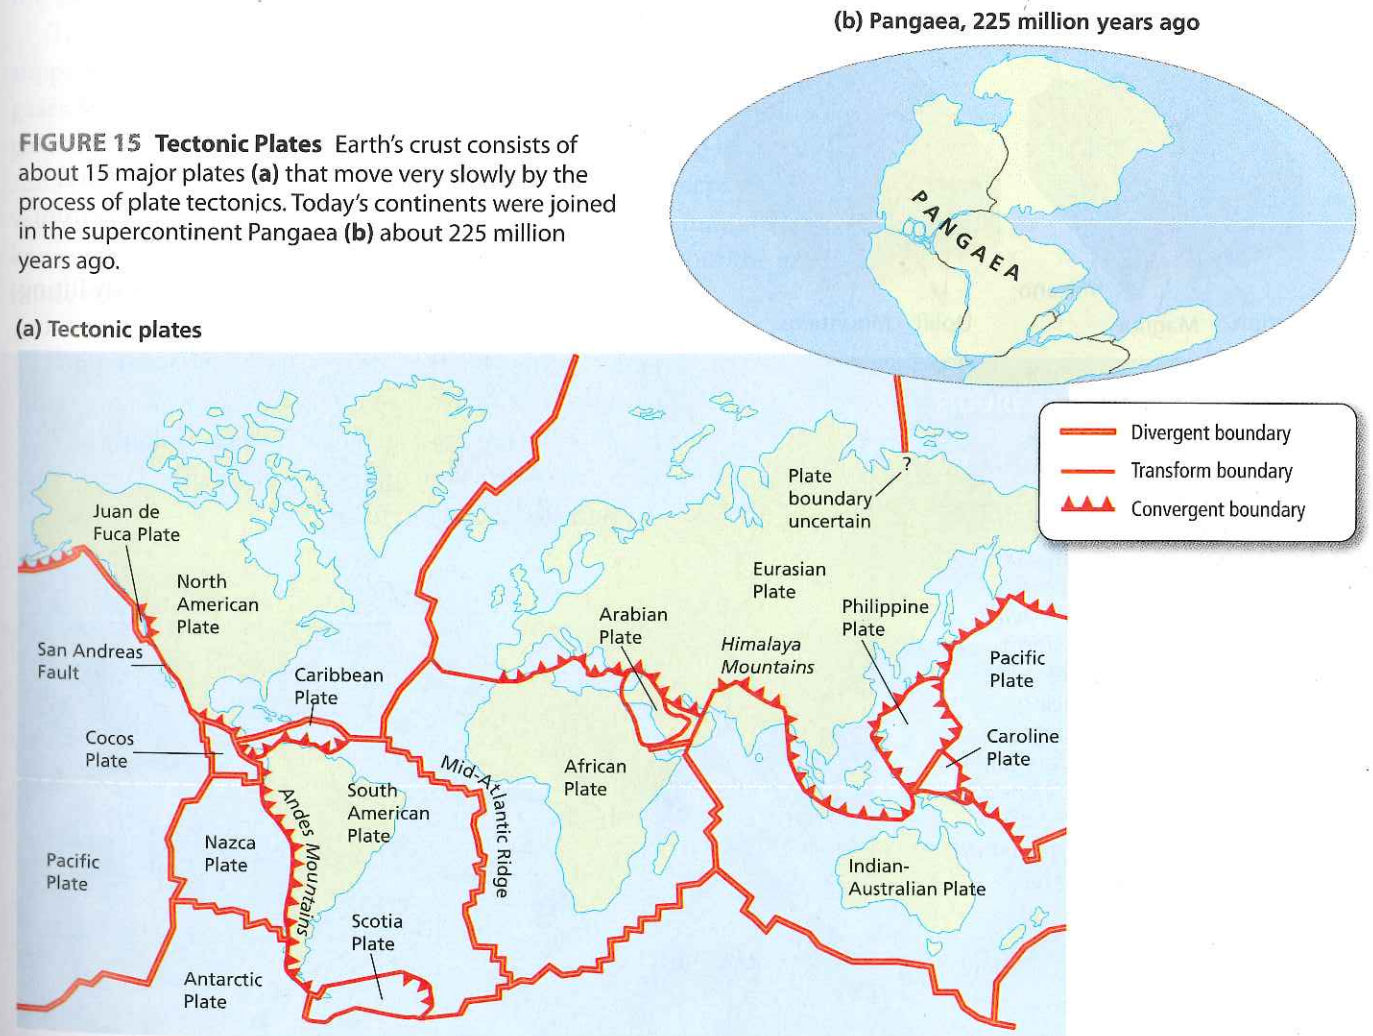 (b) Pangaea, 225 million years ago
PANGAEA
FIGURE 15 Tectonic Plates Earth's crust consists of
about 15 major plates (a) that move very slowly by the
process of plate tectonics. Today's continents were joined
in the supercontinent Pangaea (b) about 225 million
years ago.
(a) Tectonic plates
Divergent boundary
Transform boundary
Convergent boundary
?
Plate
boundary
uncertain
Juan de
Fuca Plate
North
American
Plate
Eurasian
Plate
Arabian
Plate
Philippine
Plate
Himalaya
Mountains
San Andreas
Fault
Caribbean
Plate
Pacific
Plate
Cocos
Plate
Caroline
Plate
Mid-Atlantic Ridge
African
Plate
South
American
Plate
Andes Mountains
Nazca
Plate
Pacific
Plate
Indian-
Australian Plate
Scotia
Plate
Antarctic
Plate